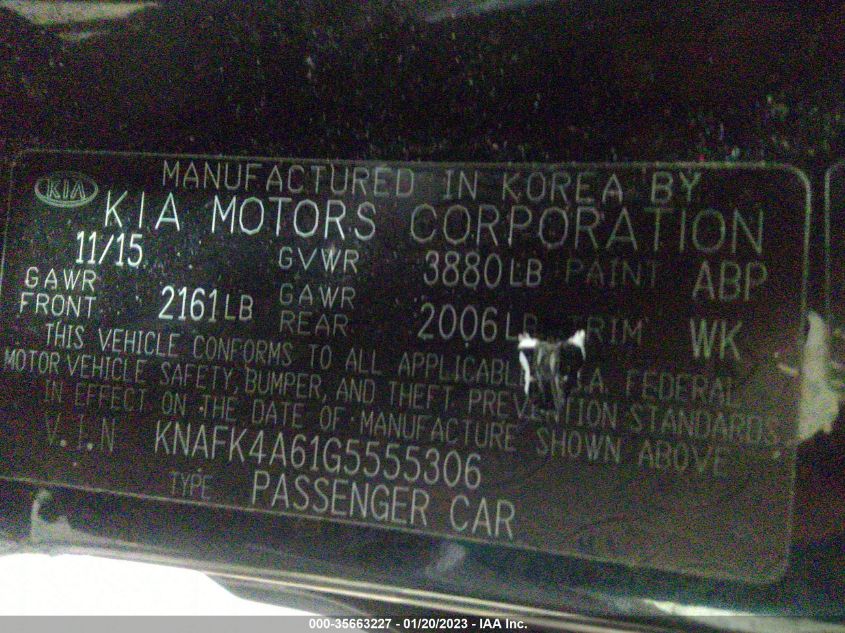 MANUFACTURED IN KOREA BY
KIA KIA MOTORS CORPORATION
11/15 GVWR 3880LB PAINT ABP
GAWR FRONT 2161LB GAWR REAR 2006LB TRIM WK
THIS VEHICLE CONFORMS TO ALL APPLICABLE U.S.A. FEDERAL
MOTOR VEHICLE SAFETY, BUMPER, AND THEFT PREVENTION STANDARDS
IN EFFECT ON THE DATE OF MANUFACTURE SHOWN ABOVE
V.I.N KNAFK4A61G5555306
TYPE PASSENGER CAR
000-35663227 - 01/20/2023 - IAA Inc.